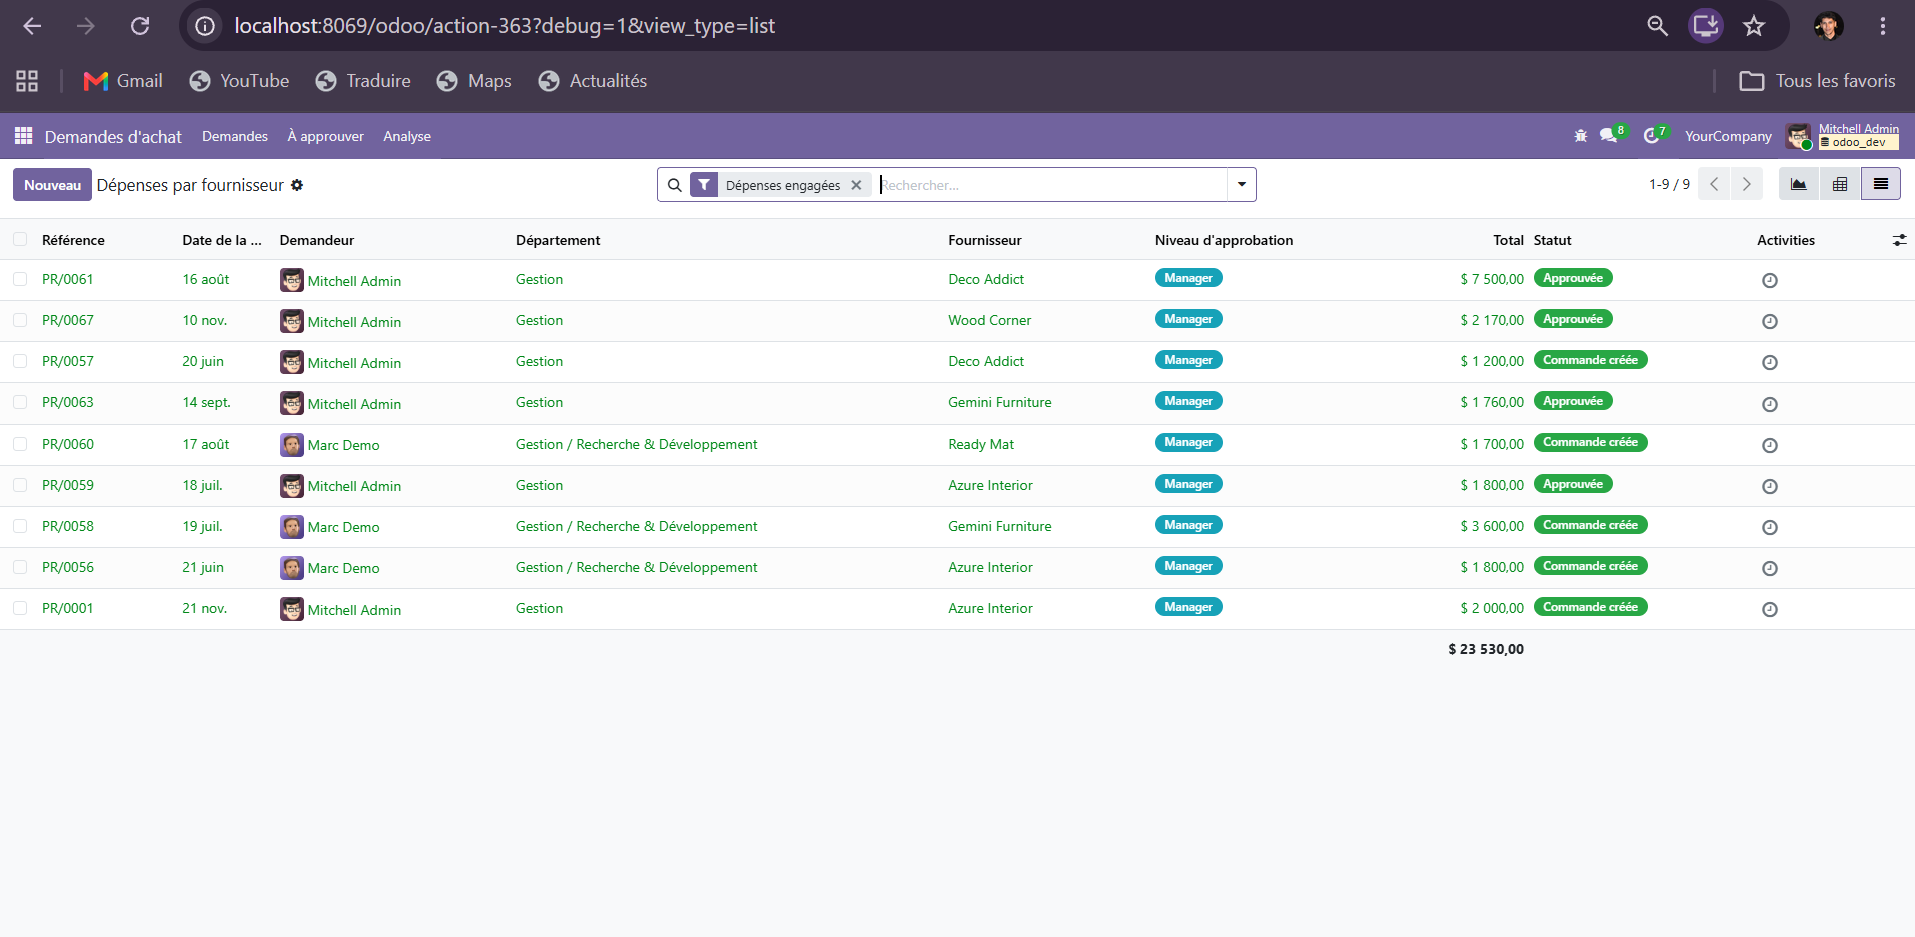 localhost:8069/odoo/action-363?debug=1&view_type=list
Gmail YouTube Traduire Maps Actualités Tous les favoris
Demandes d'achat Demandes À approuver Analyse 8 7 YourCompany Mitchell Admin
odoo_dev
Nouveau Dépenses par fournisseur Dépenses engagées Rechercher... 1-9 / 9
Référence Date de la ... Demandeur Département Fournisseur Niveau d'approbation Total Statut Activities
PR/0061 16 août Mitchell Admin Gestion Deco Addict Manager $ 7 500,00 Approuvée
PR/0067 10 nov. Mitchell Admin Gestion Wood Corner Manager $ 2 170,00 Approuvée
PR/0057 20 juin Mitchell Admin Gestion Deco Addict Manager $ 1 200,00 Commande créée
PR/0063 14 sept. Mitchell Admin Gestion Gemini Furniture Manager $ 1 760,00 Approuvée
PR/0060 17 août Marc Demo Gestion / Recherche & Développement Ready Mat Manager $ 1 700,00 Commande créée
PR/0059 18 juil. Mitchell Admin Gestion Azure Interior Manager $ 1 800,00 Approuvée
PR/0058 19 juil. Marc Demo Gestion / Recherche & Développement Gemini Furniture Manager $ 3 600,00 Commande créée
PR/0056 21 juin Marc Demo Gestion / Recherche & Développement Azure Interior Manager $ 1 800,00 Commande créée
PR/0001 21 nov. Mitchell Admin Gestion Azure Interior Manager $ 2 000,00 Commande créée
$ 23 530,00